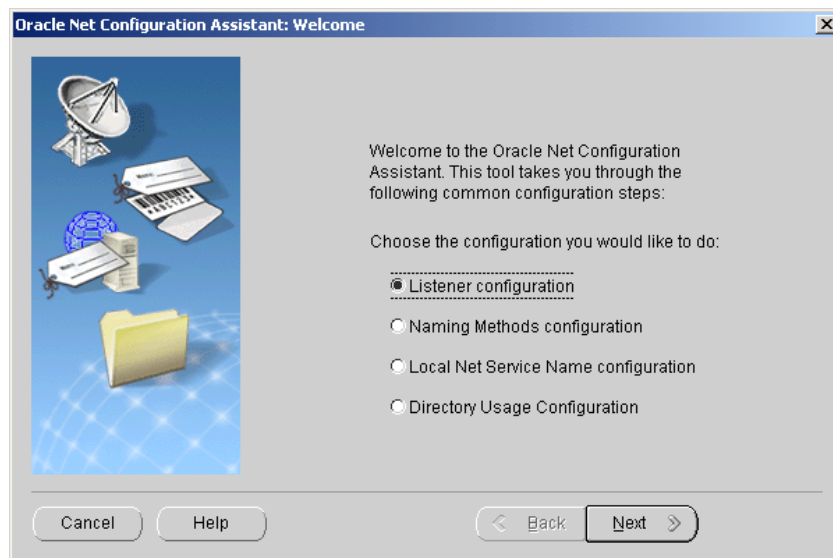 Oracle Net Configuration Assistant: Welcome
Welcome to the Oracle Net Configuration
Assistant. This tool takes you through the
following common configuration steps:
Choose the configuration you would like to do:
Listener configuration
Naming Methods configuration
Local Net Service Name configuration
Directory Usage Configuration
Cancel
Help
Back
Next